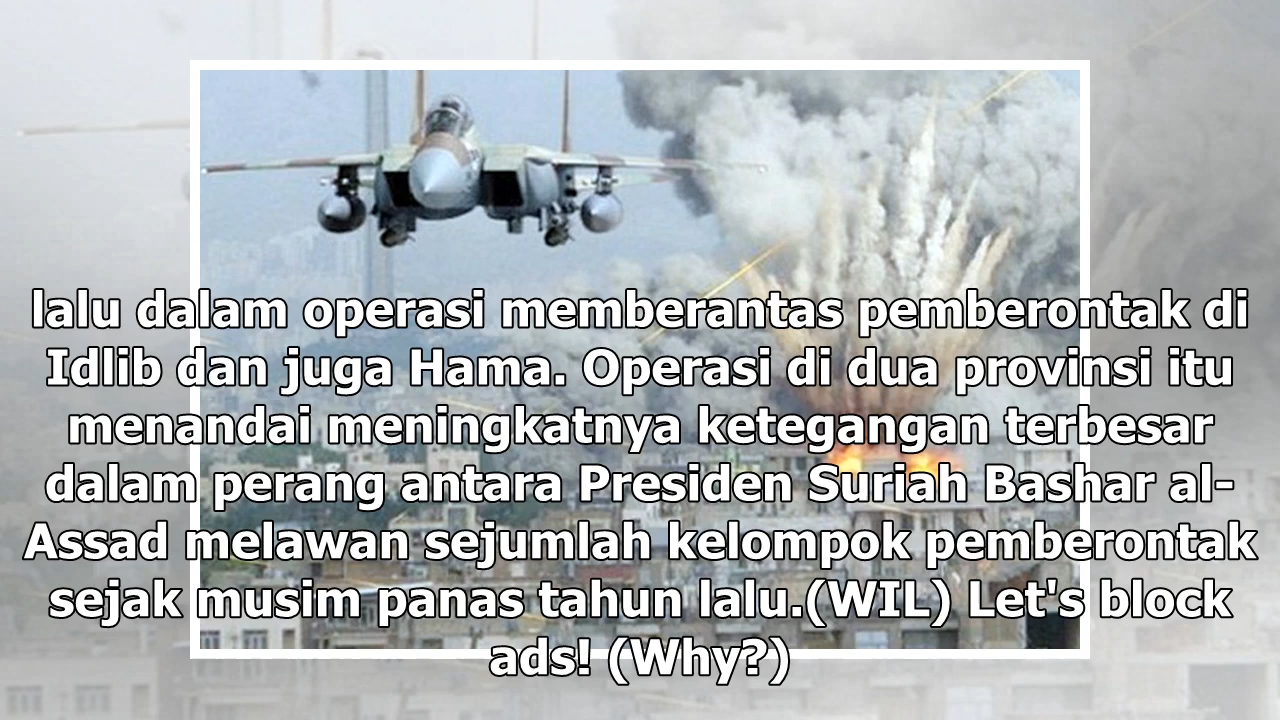 lalu dalam operasi memberantas pemberontak di
Idlib dan juga Hama. Operasi di dua provinsi itu
menandai meningkatnya ketegangan terbesar
dalam perang antara Presiden Suriah Bashar al-
Assad melawan sejumlah kelompok pemberontak
sejak musim panas tahun lalu.(WIL) Let's block
ads! (Why?)